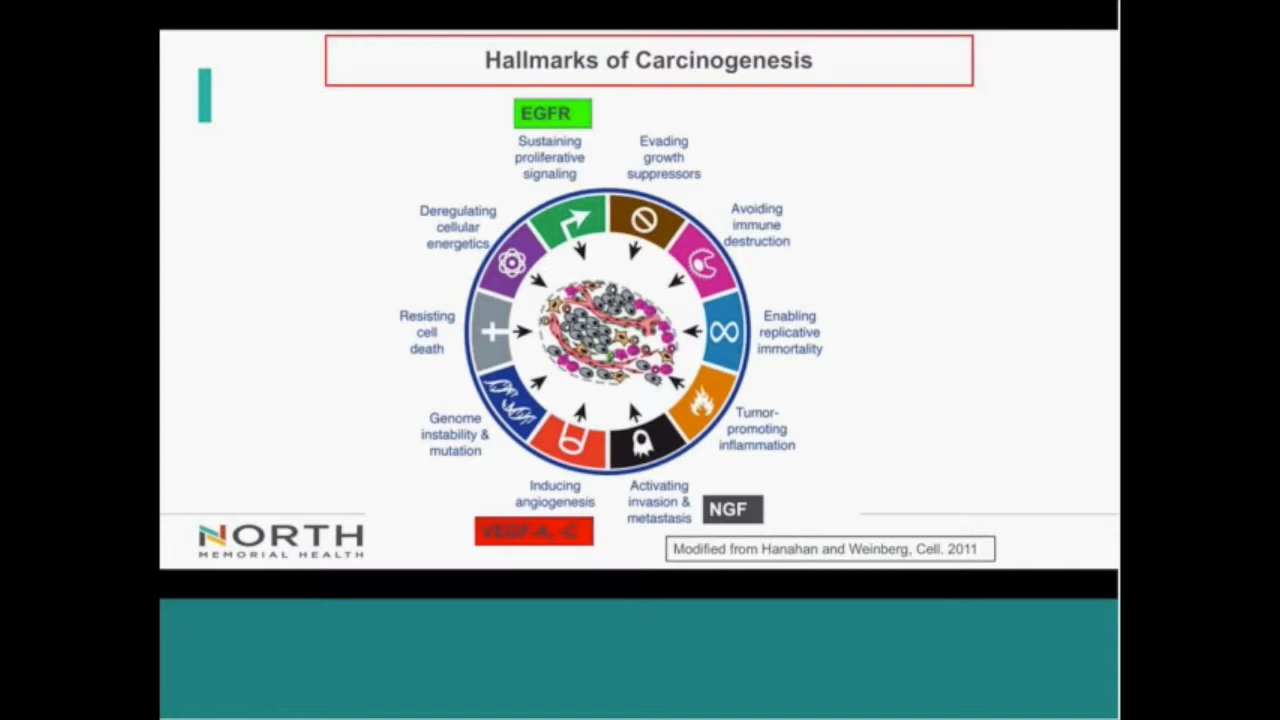 Hallmarks of Carcinogenesis
EGFR
Sustaining
proliferative
signaling
Evading
growth
suppressors
Deregulating
cellular
energetics
Avoiding
immune
destruction
Resisting
cell
death
Enabling
replicative
immortality
Genome
instability &
mutation
Tumor-
promoting
inflammation
Inducing
angiogenesis
Activating
invasion &
metastasis
NGF
VEGF-A, -C
NORTH
MEMORIAL HEALTH
Modified from Hanahan and Weinberg, Cell. 2011